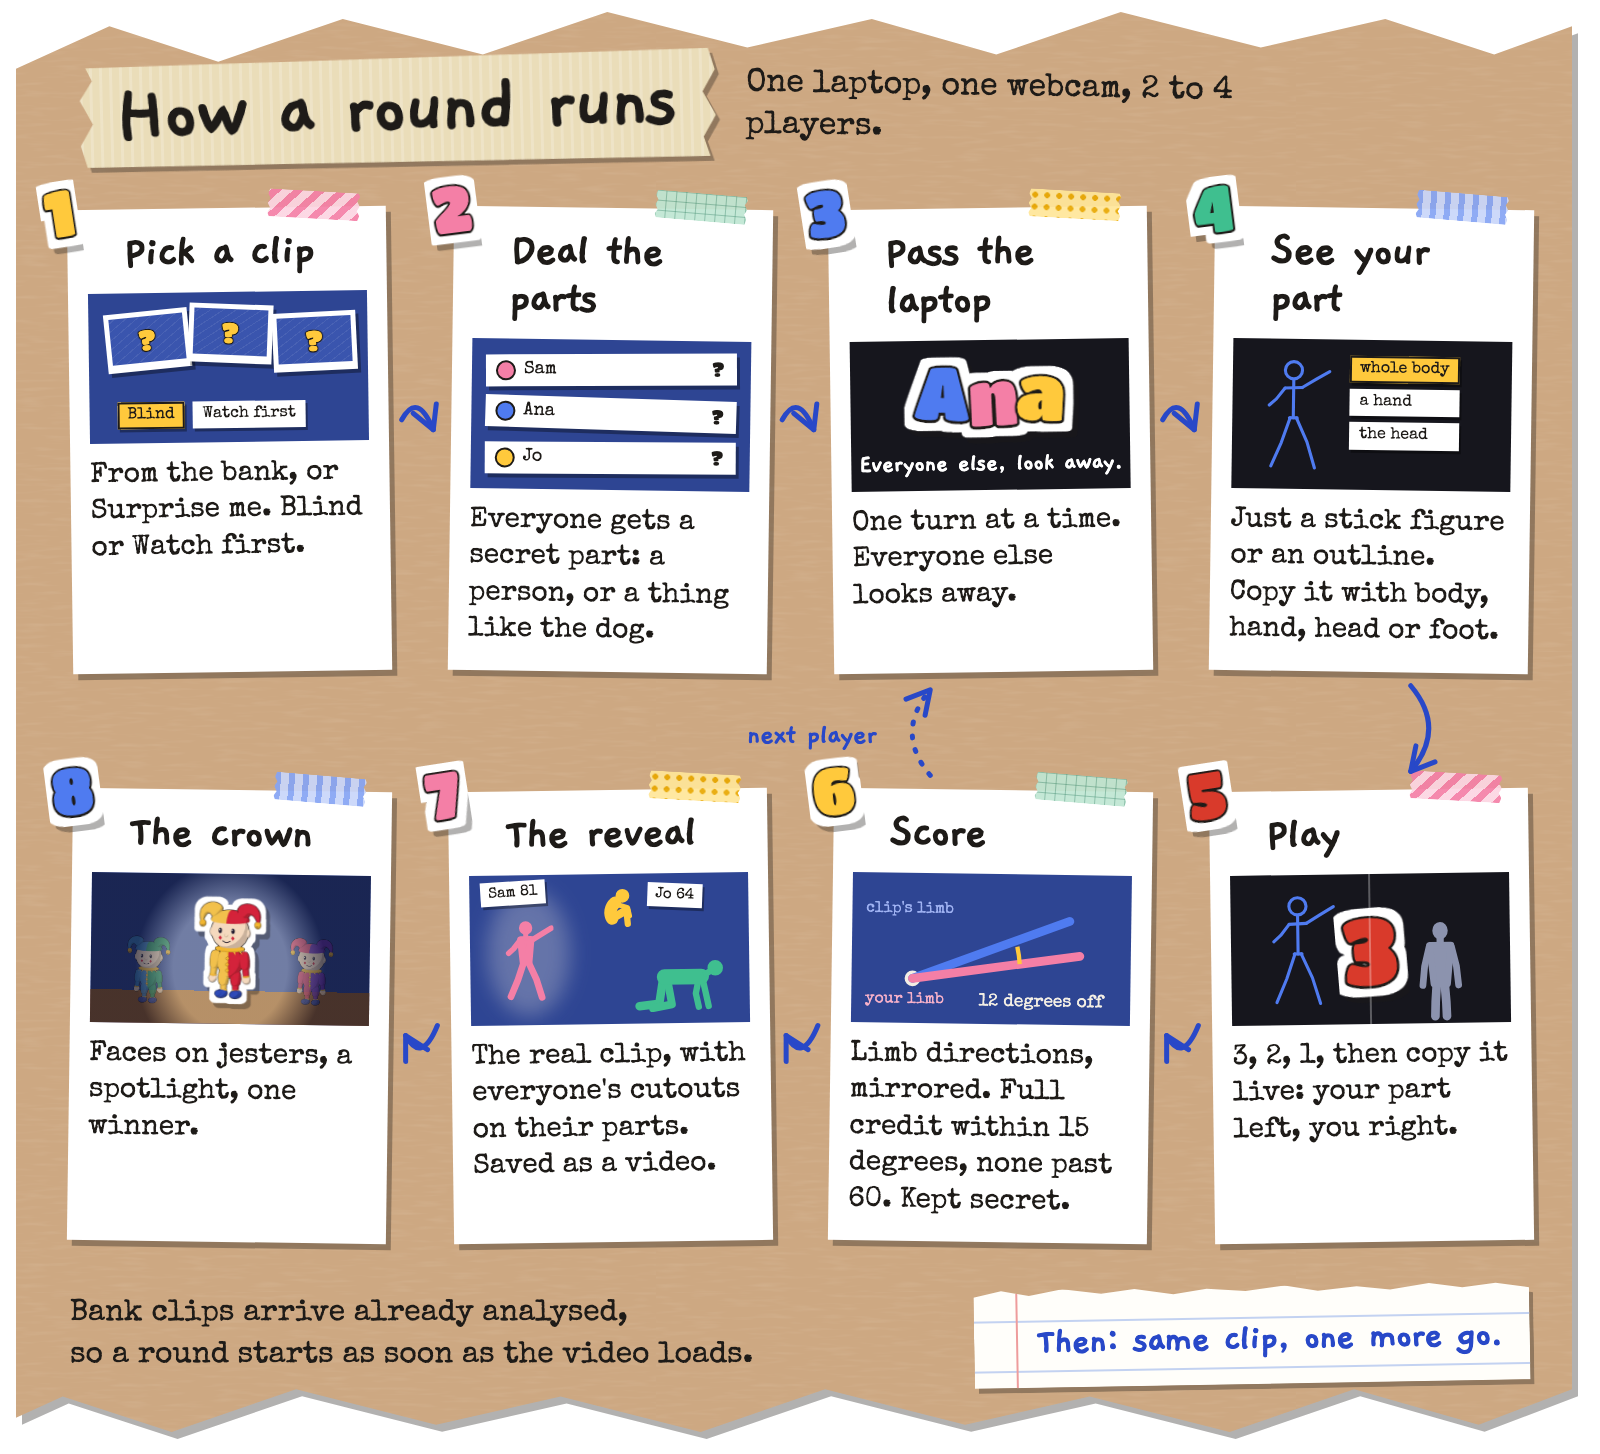 How a round runs
One laptop, one webcam, 2 to 4
players.
1
Pick a clip
?
?
?
Blind
Watch first
From the bank, or
Surprise me. Blind
or Watch first.
2
Deal the
parts
Sam ?
Ana ?
Jo ?
Everyone gets a
secret part: a
person, or a thing
like the dog.
3
Pass the
laptop
Ana
Everyone else, look away.
One turn at a time.
Everyone else
looks away.
4
See your
part
whole body
a hand
the head
Just a stick figure
or an outline.
Copy it with body,
hand, head or foot.
5
Play
3
3, 2, 1, then copy it
live: your part
left, you right.
next player
6
Score
clip's limb
your limb
12 degrees off
Limb directions,
mirrored. Full
credit within 15
degrees, none past
60. Kept secret.
7
The reveal
Sam 81
Jo 64
The real clip, with
everyone's cutouts
on their parts.
Saved as a video.
8
The crown
Faces on jesters, a
spotlight, one
winner.
Bank clips arrive already analysed,
so a round starts as soon as the video loads.
Then: same clip, one more go.